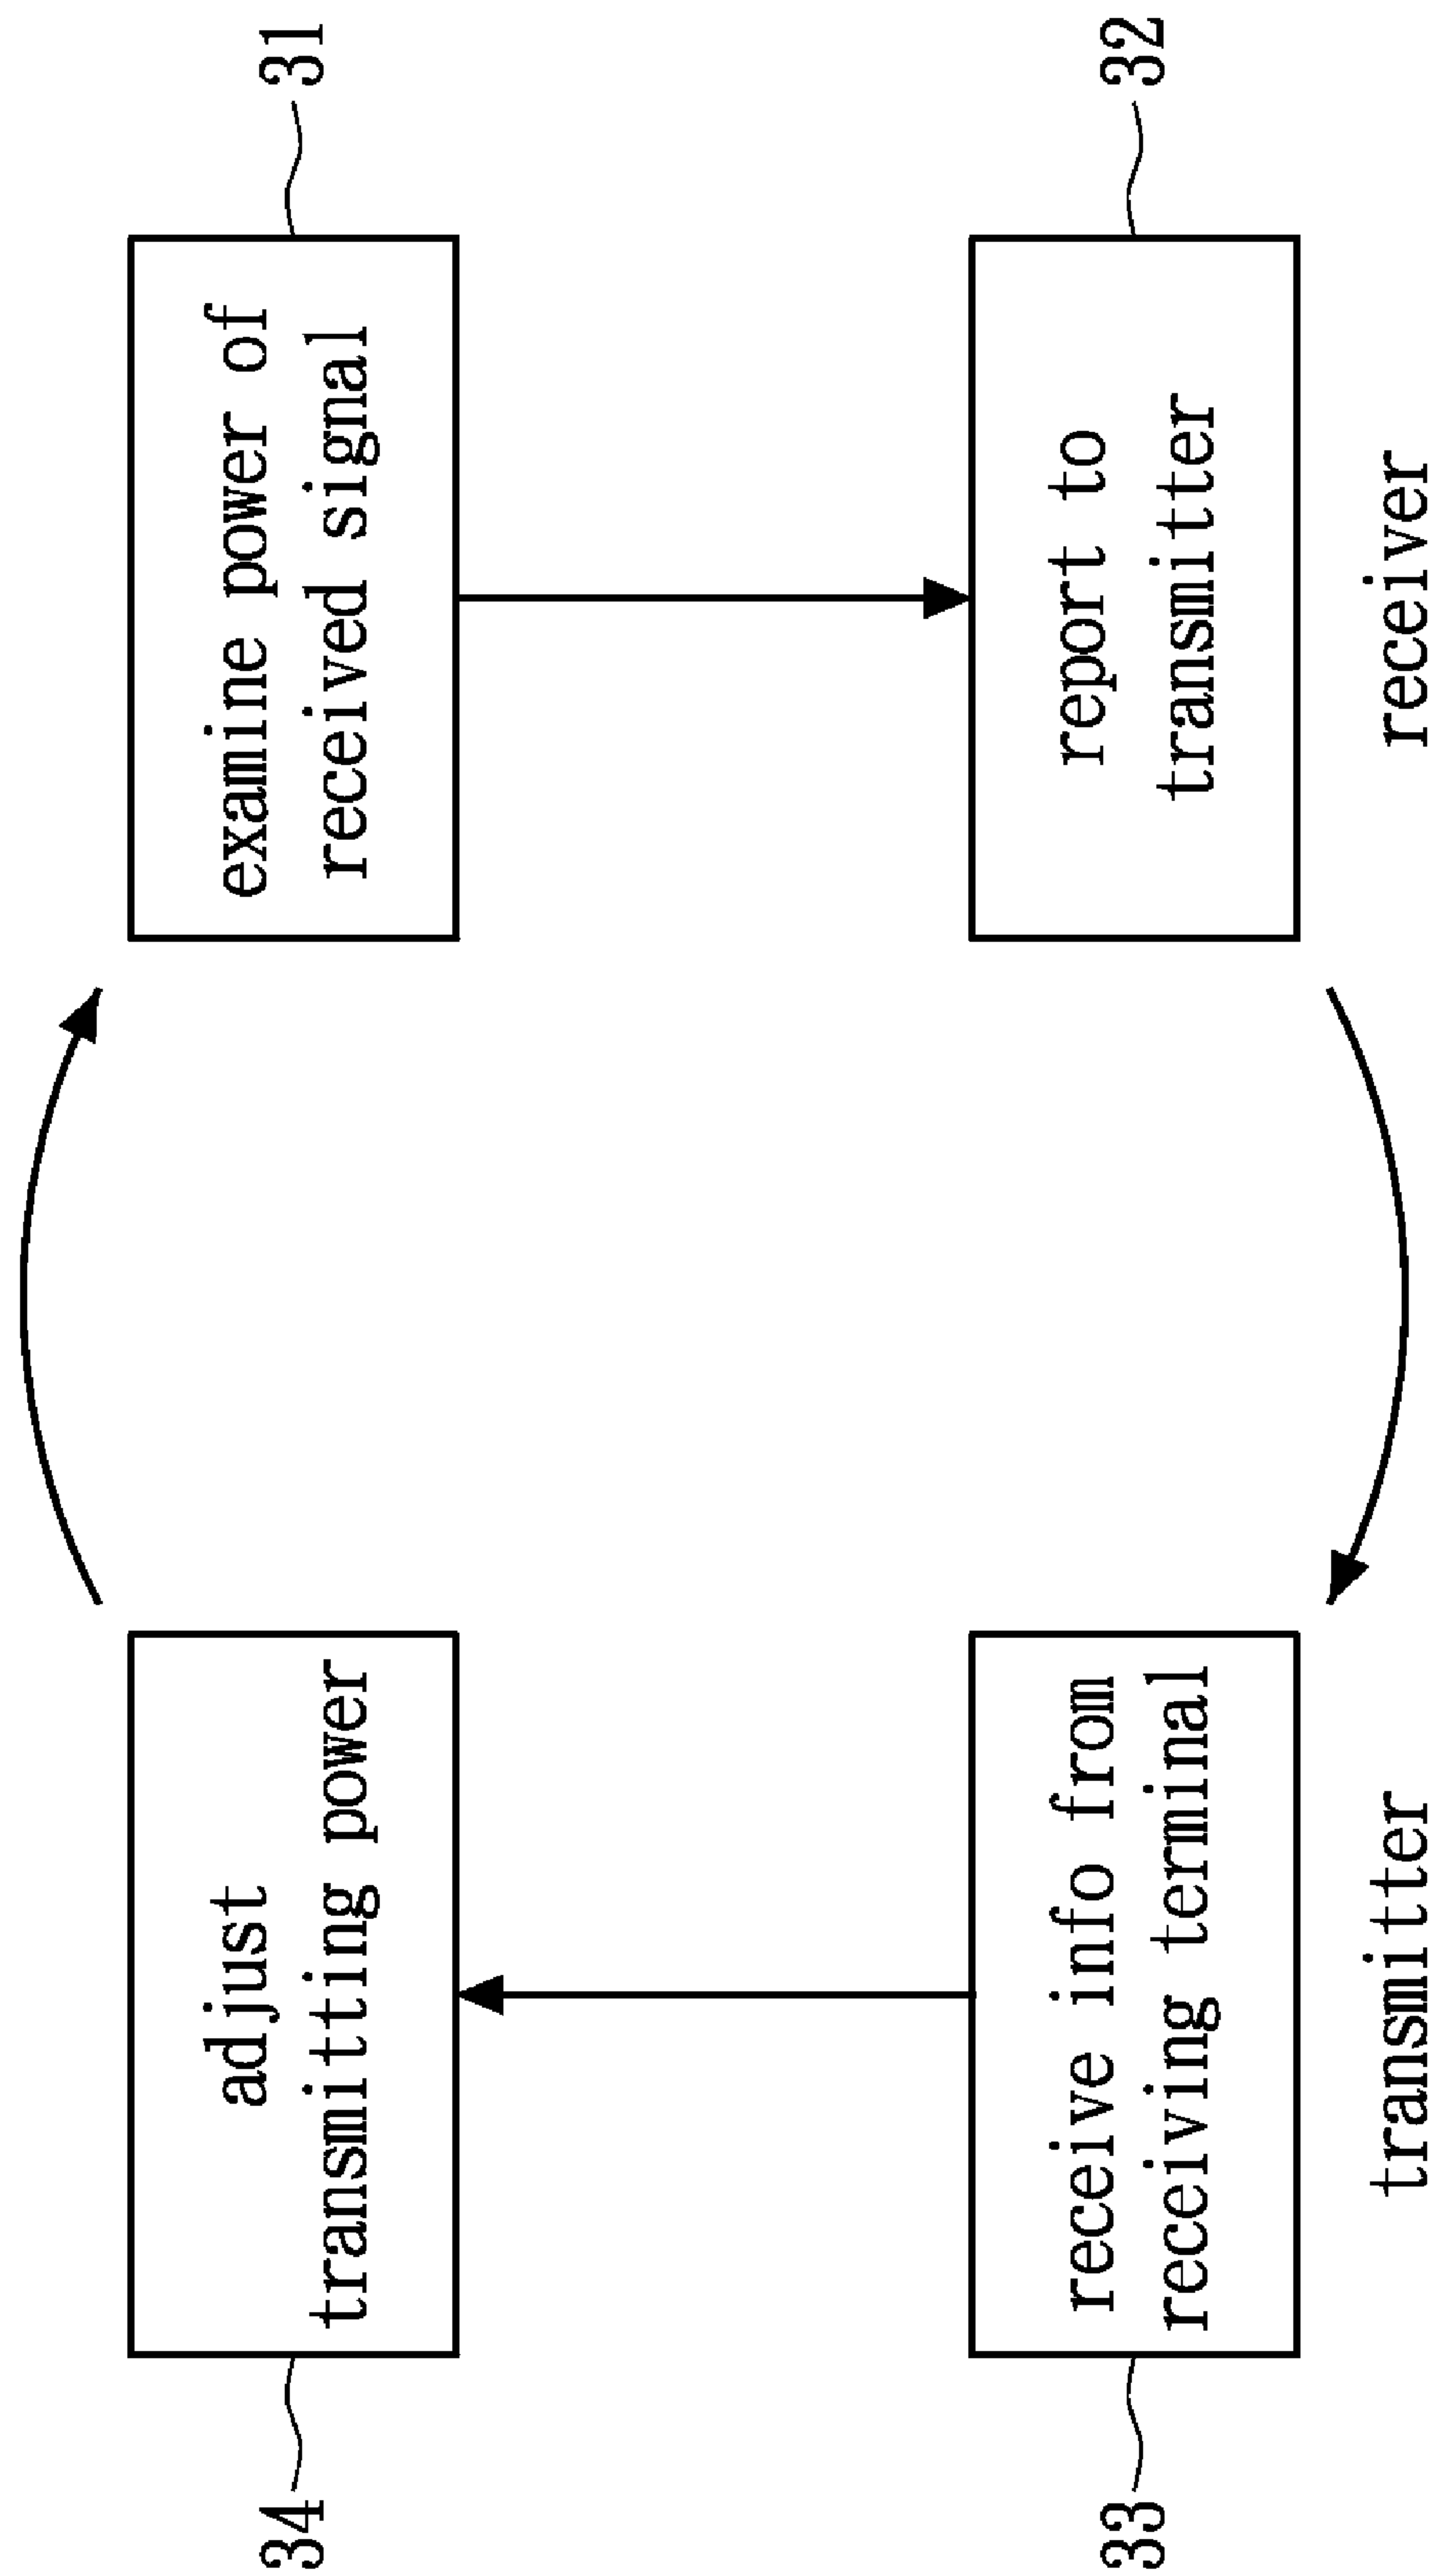 34
adjust
transmitting power
examine power of
received signal
31
33
receive info from
receiving terminal
report to
transmitter
32
transmitter
receiver